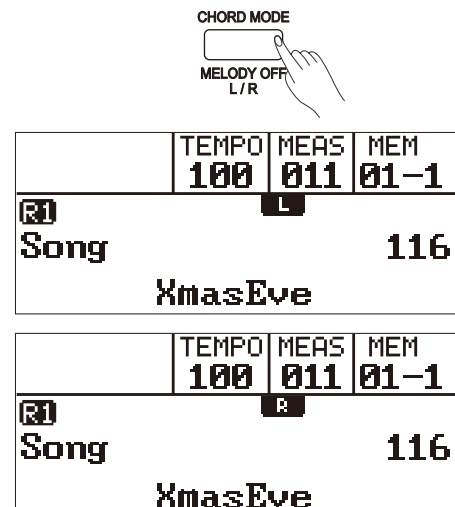 CHORD MODE
MELODY OFF
L / R
TEMPO MEAS MEM
100 011 01-1
L
R1
Song 116
XmasEve
TEMPO MEAS MEM
100 011 01-1
R
R1
Song 116
XmasEve